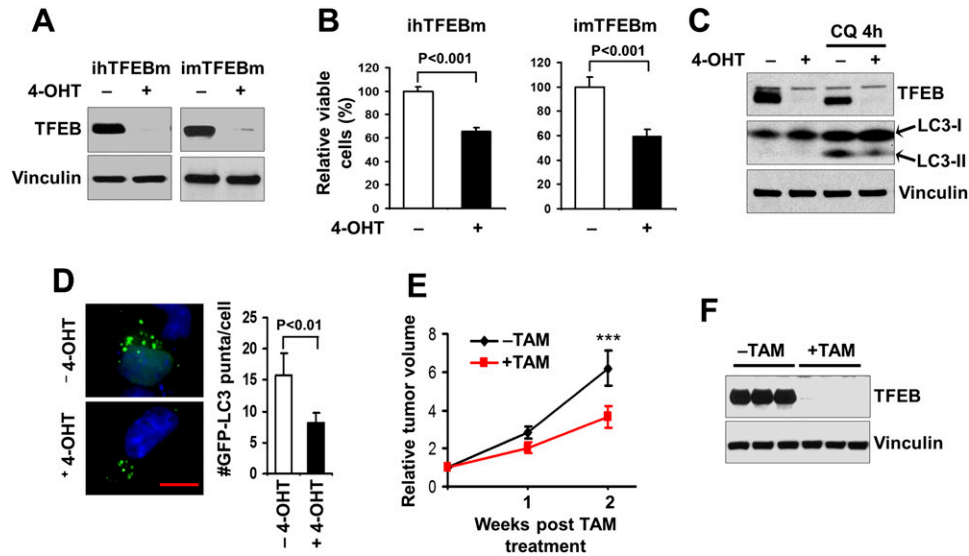 A
ihTFEBm imTFEBm
4-OHT – + – +
TFEB
Vinculin
B
ihTFEBm
P<0.001
Relative viable
cells (%)
120
100
80
60
40
20
0
4-OHT – +
imTFEBm
P<0.001
120
100
80
60
40
20
0
– +
C
CQ 4h
4-OHT – + – +
TFEB
LC3-I
LC3-II
Vinculin
D
– 4-OHT
+ 4-OHT
#GFP-LC3 punta/cell
P<0.01
25
20
15
10
5
0
– 4-OHT
+ 4-OHT
E
Relative tumor volume
8
6
4
2
0
–TAM
+TAM
***
1 2
Weeks post TAM
treatment
F
–TAM +TAM
TFEB
Vinculin